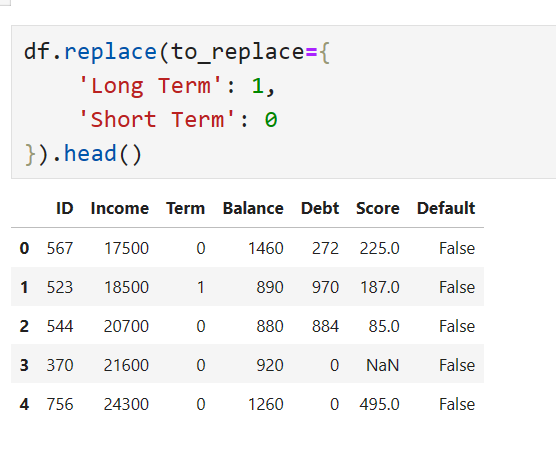 df.replace(to_replace={
    'Long Term': 1,
    'Short Term': 0
}).head()
ID Income Term Balance Debt Score Default
0 567 17500 0 1460 272 225.0 False
1 523 18500 1 890 970 187.0 False
2 544 20700 0 880 884 85.0 False
3 370 21600 0 920 0 NaN False
4 756 24300 0 1260 0 495.0 False